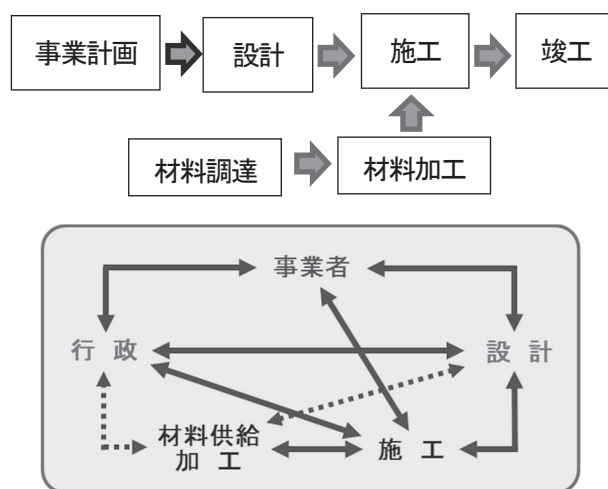 事業計画
設計
施工
竣工
材料調達
材料加工
事業者
行 政
設 計
材料供給
加 工
施 工